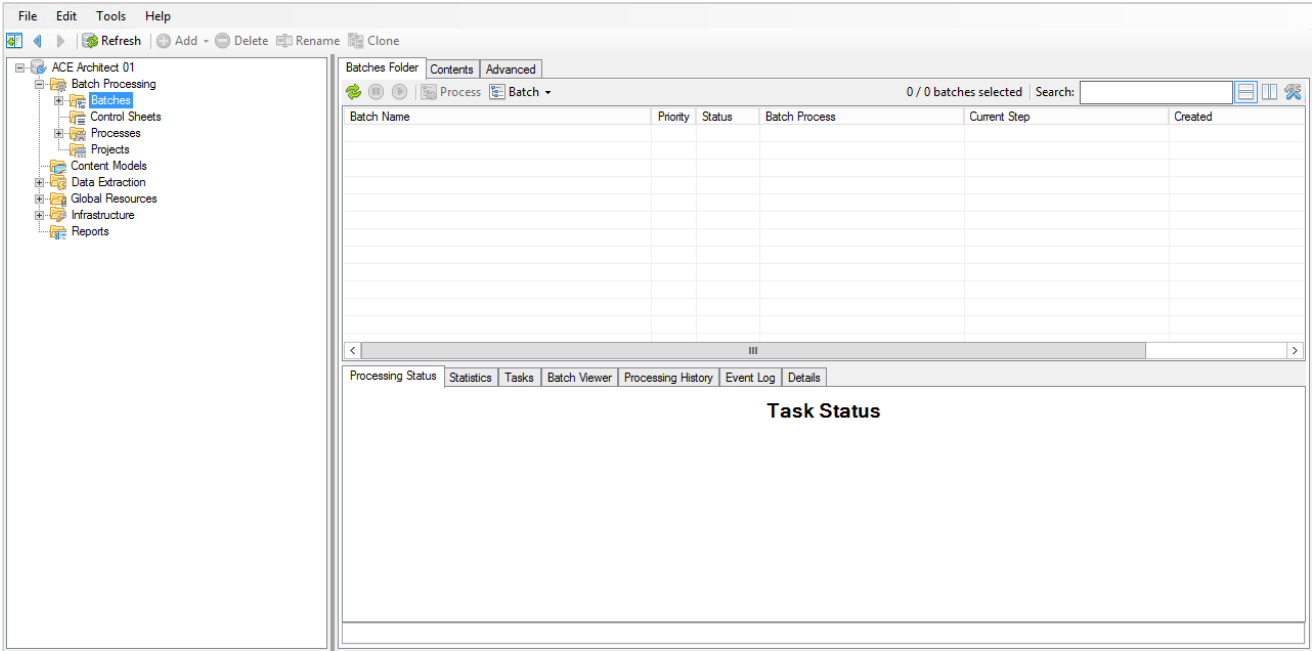 File Edit Tools Help
Refresh Add Delete Rename Clone
ACE Architect 01
Batch Processing
Batches
Control Sheets
Processes
Projects
Content Models
Data Extraction
Global Resources
Infrastructure
Reports
Batches Folder Contents Advanced
Process Batch 0 / 0 batches selected Search:
Batch Name Priority Status Batch Process Current Step Created
Processing Status Statistics Tasks Batch Viewer Processing History Event Log Details
Task Status